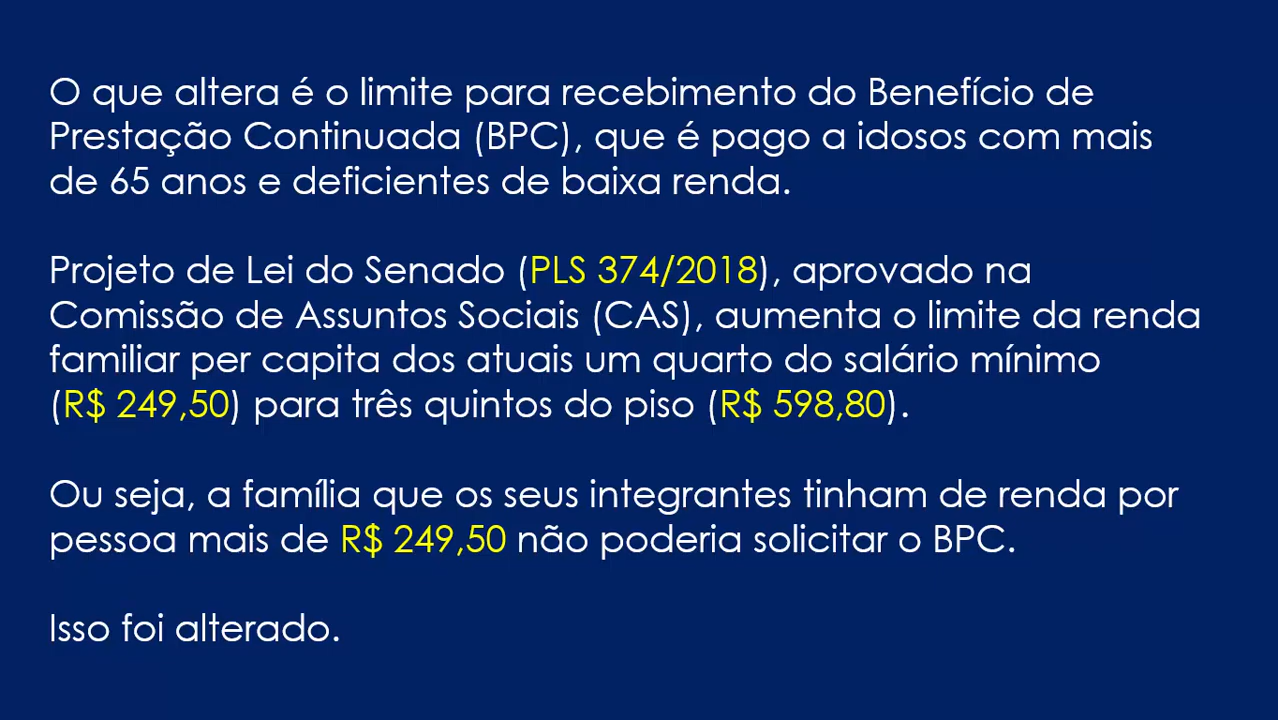 O que altera é o limite para recebimento do Benefício de
Prestação Continuada (BPC), que é pago a idosos com mais
de 65 anos e deficientes de baixa renda.
Projeto de Lei do Senado (PLS 374/2018), aprovado na
Comissão de Assuntos Sociais (CAS), aumenta o limite da renda
familiar per capita dos atuais um quarto do salário mínimo
(R$ 249,50) para três quintos do piso (R$ 598,80).
Ou seja, a família que os seus integrantes tinham de renda por
pessoa mais de R$ 249,50 não poderia solicitar o BPC.
Isso foi alterado.